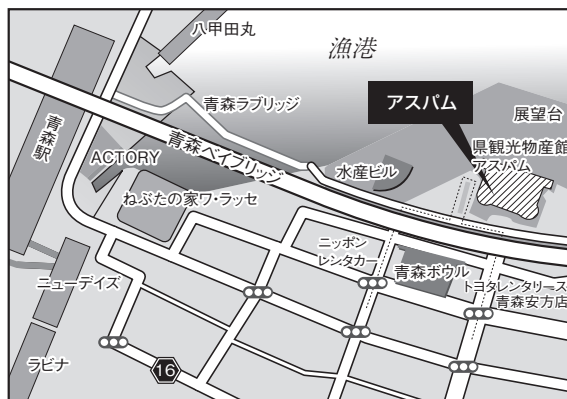 八甲田丸
漁港
青森ラブリッジ
アスパム
展望台
県観光物産館
アスパム
青森駅
ACTORY
青森ベイブリッジ
水産ビル
ねぶたの家ワ・ラッセ
ニッポン
レンタカー
青森ボウル
トヨタレンタリース
青森安方店
ニューデイズ
ラビナ
16